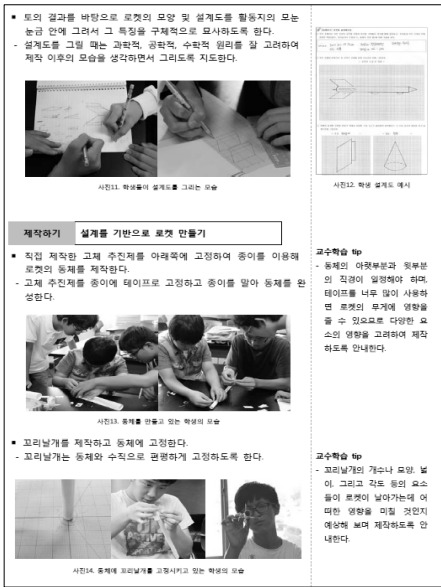 ▪ 토의 결과를 바탕으로 로켓의 모양 및 설계도를 활동지의 모눈
눈금 안에 그려서 그 특징을 구체적으로 묘사하도록 한다.
- 설계도를 그릴 때는 과학적, 공학적, 수학적 원리를 잘 고려하여
제작 이후의 모습을 생각하면서 그리도록 지도한다.
사진11. 학생들이 설계도를 그리는 모습
사진12. 학생 설계도 예시
제작하기 설계를 기반으로 로켓 만들기
▪ 직접 제작한 고체 추진제를 아래쪽에 고정하여 종이를 이용해
로켓의 동체를 제작한다.
- 고체 추진제를 종이에 테이프로 고정하고 종이를 말아 동체를 완
성한다.
교수학습 tip
- 동체의 아랫부분과 윗부분
의 직경이 일정해야 하며,
테이프를 너무 많이 사용하
면 로켓의 무게에 영향을
줄 수 있으므로 다양한 요
소의 영향을 고려하여 제작
하도록 안내한다.
사진13. 동체를 만들고 있는 학생의 모습
▪ 꼬리날개를 제작하고 동체에 고정한다.
- 꼬리날개는 동체와 수직으로 편평하게 고정하도록 한다.
교수학습 tip
- 꼬리날개의 개수나 모양, 넓
이, 그리고 각도 등의 요소
들이 로켓이 날아가는데 어
떠한 영향을 미칠 것인지
예상해 보며 제작하도록 안
내한다.
사진14. 동체에 꼬리날개를 고정시키고 있는 학생의 모습